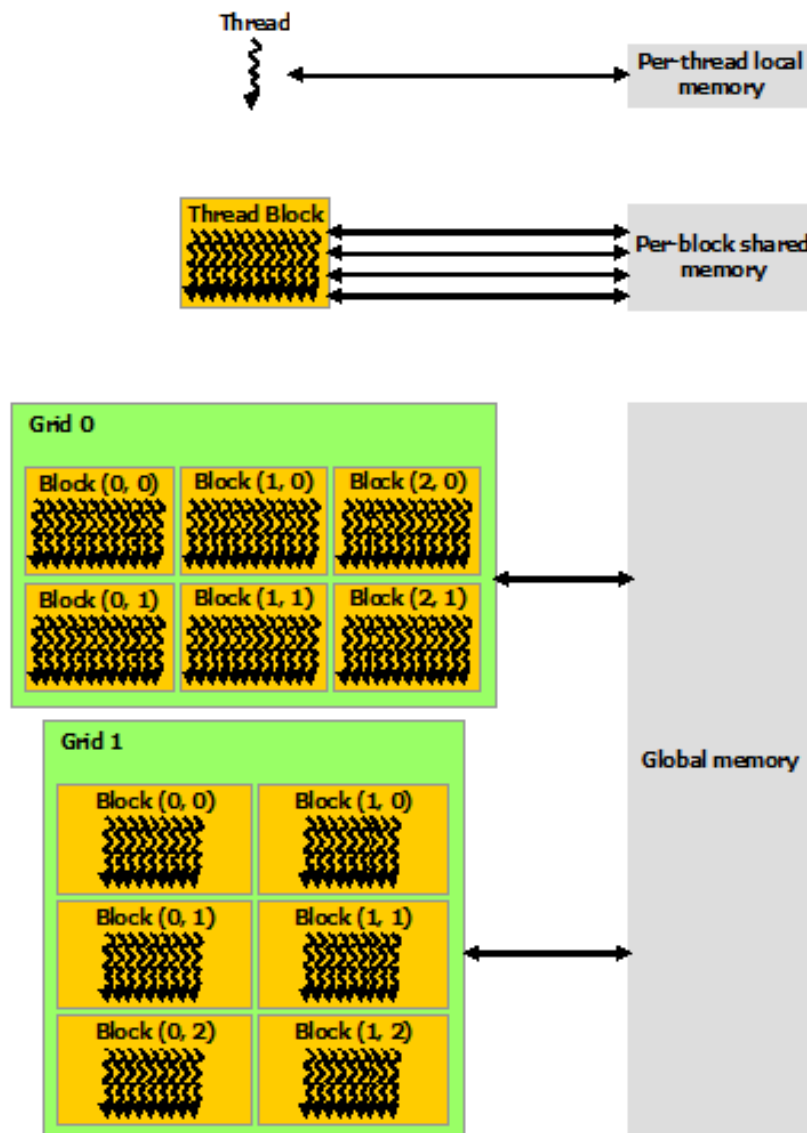 Thread
Per-thread local
memory
Thread Block
Per-block shared
memory
Grid 0
Block (0, 0)
Block (1, 0)
Block (2, 0)
Block (0, 1)
Block (1, 1)
Block (2, 1)
Grid 1
Global memory
Block (0, 0)
Block (1, 0)
Block (0, 1)
Block (1, 1)
Block (0, 2)
Block (1, 2)